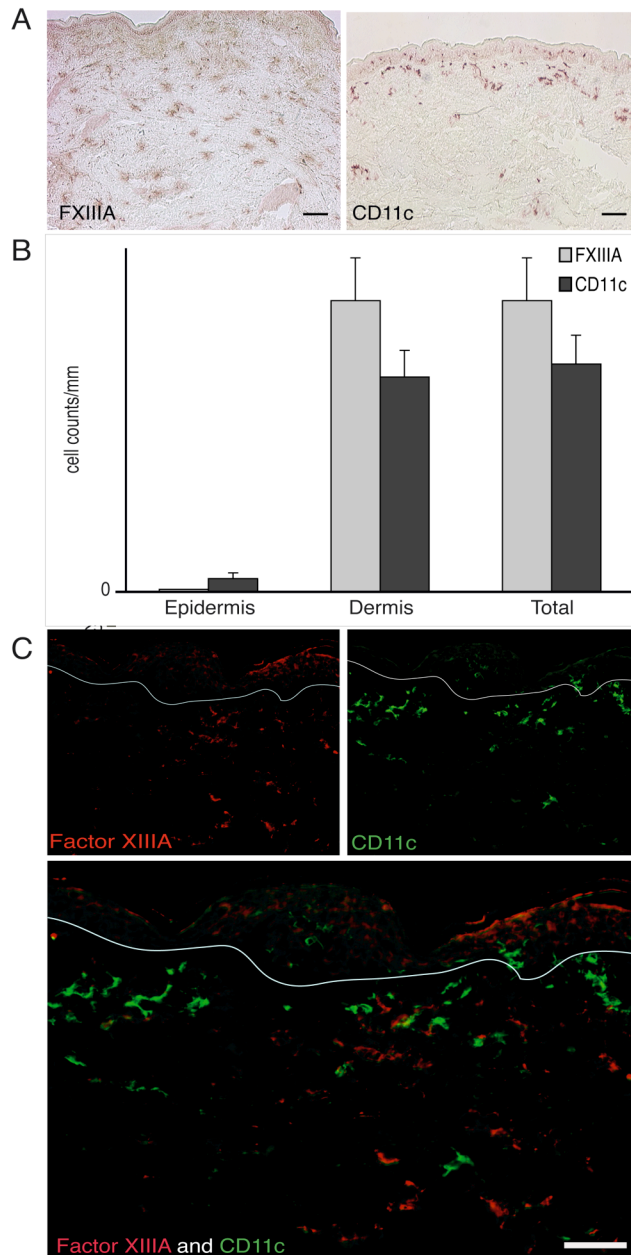 A
FXIIIA
CD11c
B
FXIIIA
CD11c
cell counts/mm
0
Epidermis
Dermis
Total
C
Factor XIIIA
CD11c
Factor XIIIA and CD11c